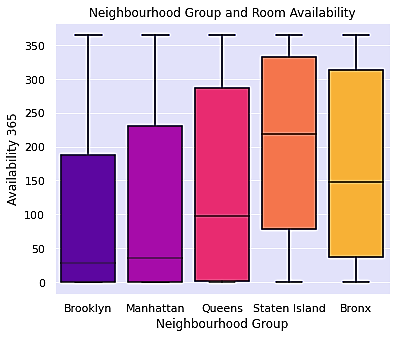 Neighbourhood Group and Room Availability
Availability 365
350
300
250
200
150
100
50
0
Brooklyn Manhattan Queens Staten Island Bronx
Neighbourhood Group